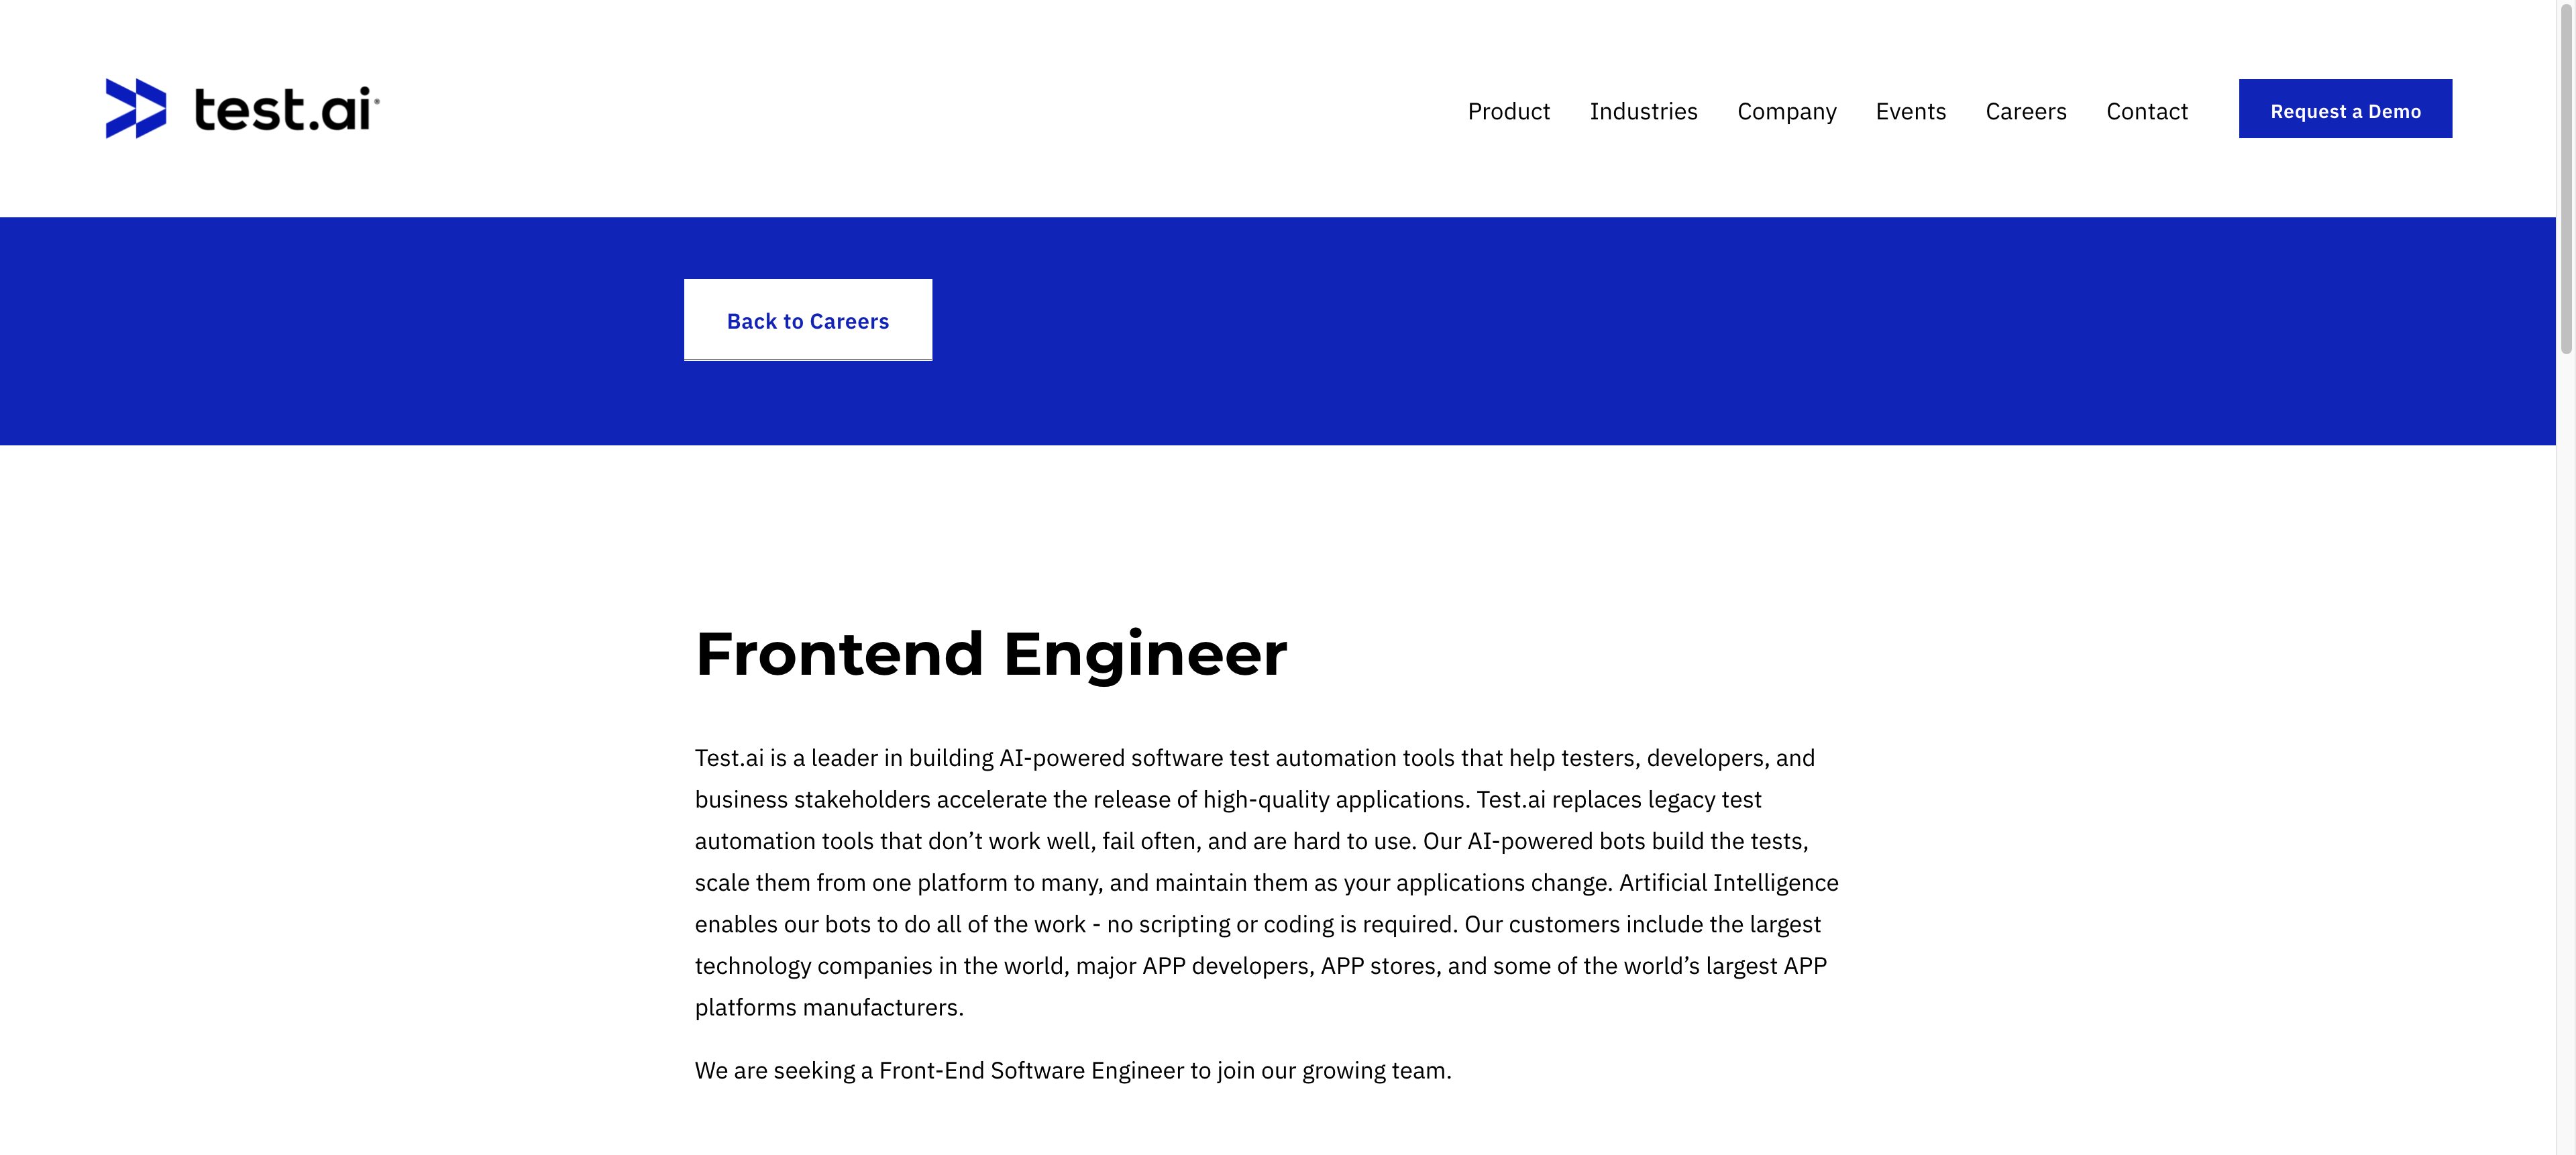 test.ai
Product Industries Company Events Careers Contact Request a Demo
Back to Careers
Frontend Engineer
Test.ai is a leader in building AI-powered software test automation tools that help testers, developers, and
business stakeholders accelerate the release of high-quality applications. Test.ai replaces legacy test
automation tools that don’t work well, fail often, and are hard to use. Our AI-powered bots build the tests,
scale them from one platform to many, and maintain them as your applications change. Artificial Intelligence
enables our bots to do all of the work - no scripting or coding is required. Our customers include the largest
technology companies in the world, major APP developers, APP stores, and some of the world’s largest APP
platforms manufacturers.
We are seeking a Front-End Software Engineer to join our growing team.